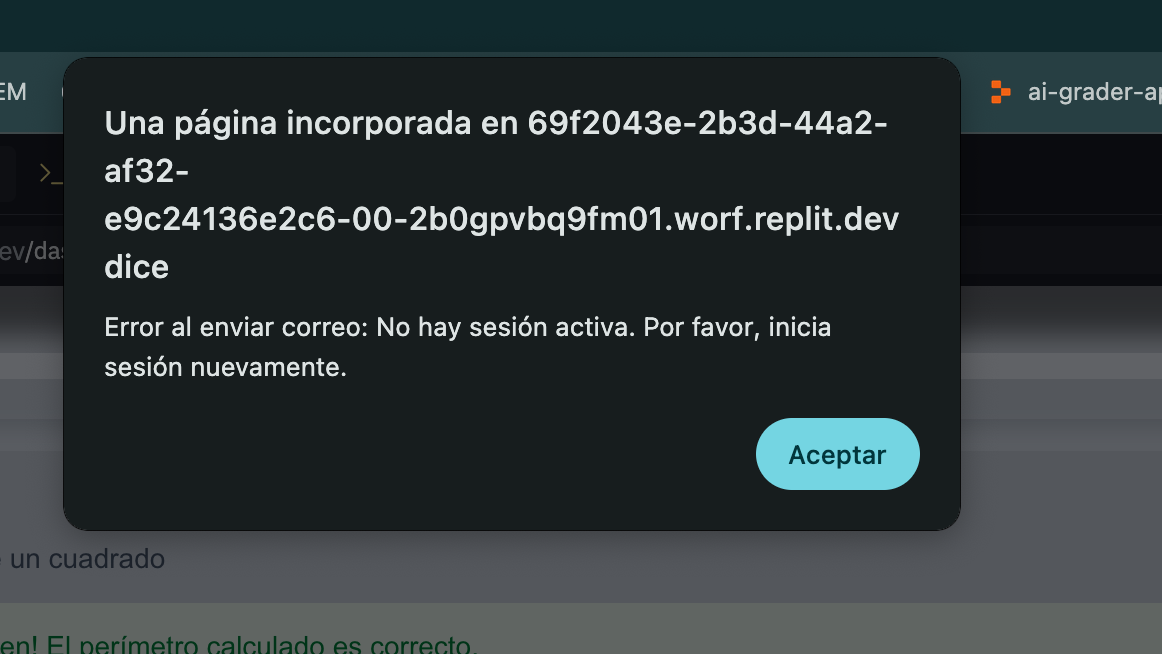 EM
ai-grader-ap
Una página incorporada en 69f2043e-2b3d-44a2-
af32-
e9c24136e2c6-00-2b0gpvbq9fm01.worf.replit.dev
dice
>_
ev/das
Error al enviar correo: No hay sesión activa. Por favor, inicia
sesión nuevamente.
Aceptar
e un cuadrado
en! El perímetro calculado es correcto.